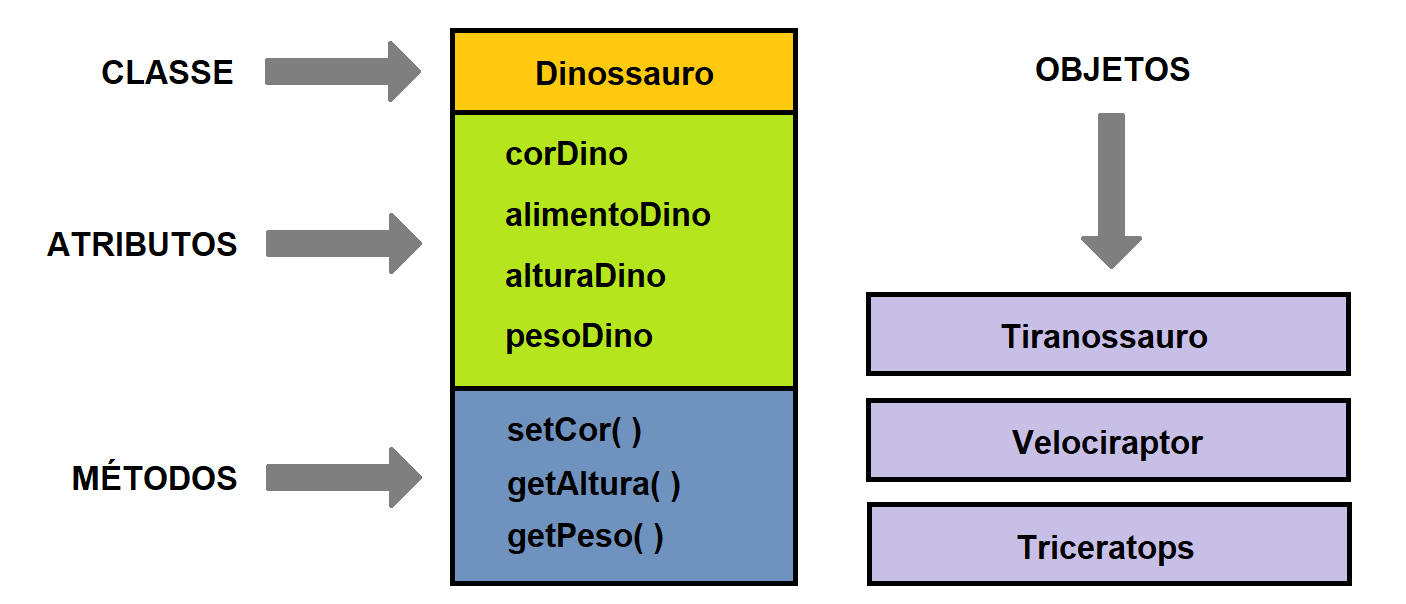 CLASSE
Dinossauro
ATRIBUTOS
corDino
alimentoDino
alturaDino
pesoDino
MÉTODOS
setCor( )
getAltura( )
getPeso( )
OBJETOS
Tiranossauro
Velociraptor
Triceratops